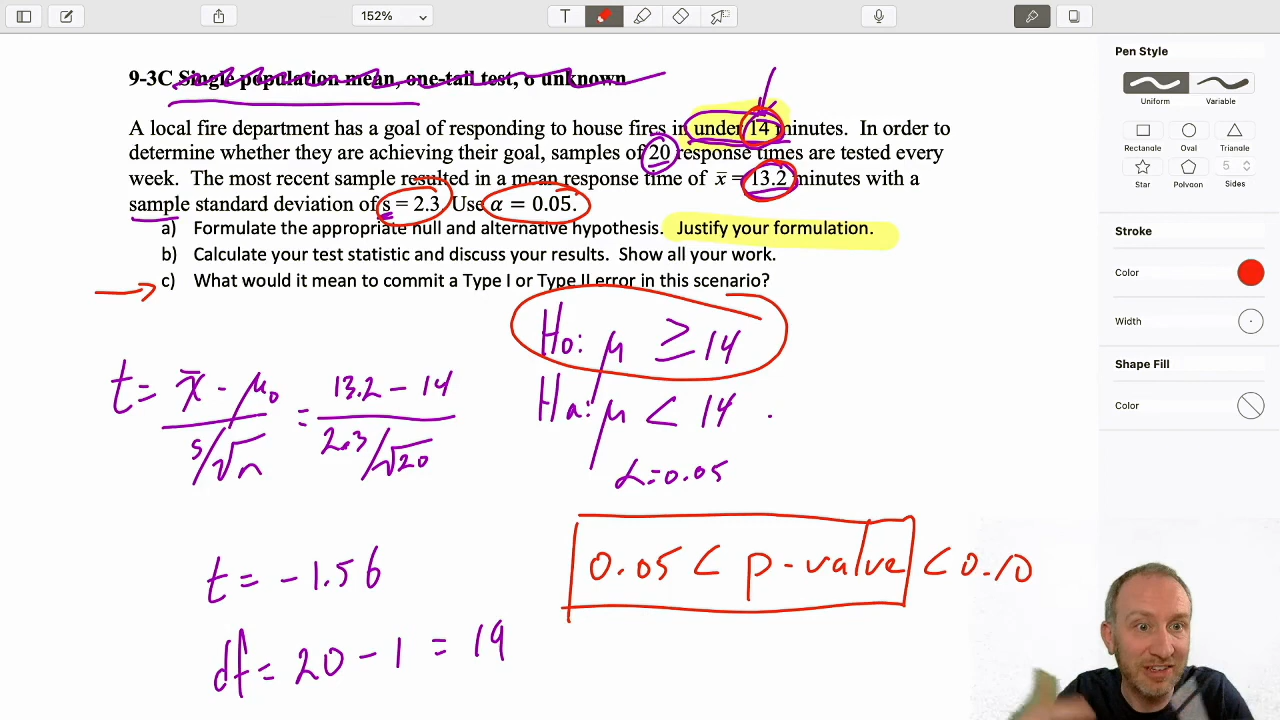 152%
T
Pen Style
Uniform
Variable
Rectangle
Oval
Triangle
Star
Polygon
5
Sides
Stroke
Color
Width
Shape Fill
Color
9-3C Single population mean, one-tail test, σ unknown
A local fire department has a goal of responding to house fires in under 14 minutes. In order to
determine whether they are achieving their goal, samples of 20 response times are tested every
week. The most recent sample resulted in a mean response time of x̄ = 13.2 minutes with a
sample standard deviation of s = 2.3. Use α = 0.05.
a) Formulate the appropriate null and alternative hypothesis. Justify your formulation.
b) Calculate your test statistic and discuss your results. Show all your work.
c) What would it mean to commit a Type I or Type II error in this scenario?
Ho: μ ≥ 14
Ha: μ < 14
α=0.05
t = x̄ - μ₀ / s/√n = 13.2 - 14 / 2.3/√20
t = -1.56
df = 20 - 1 = 19
0.05 < p-value < 0.10